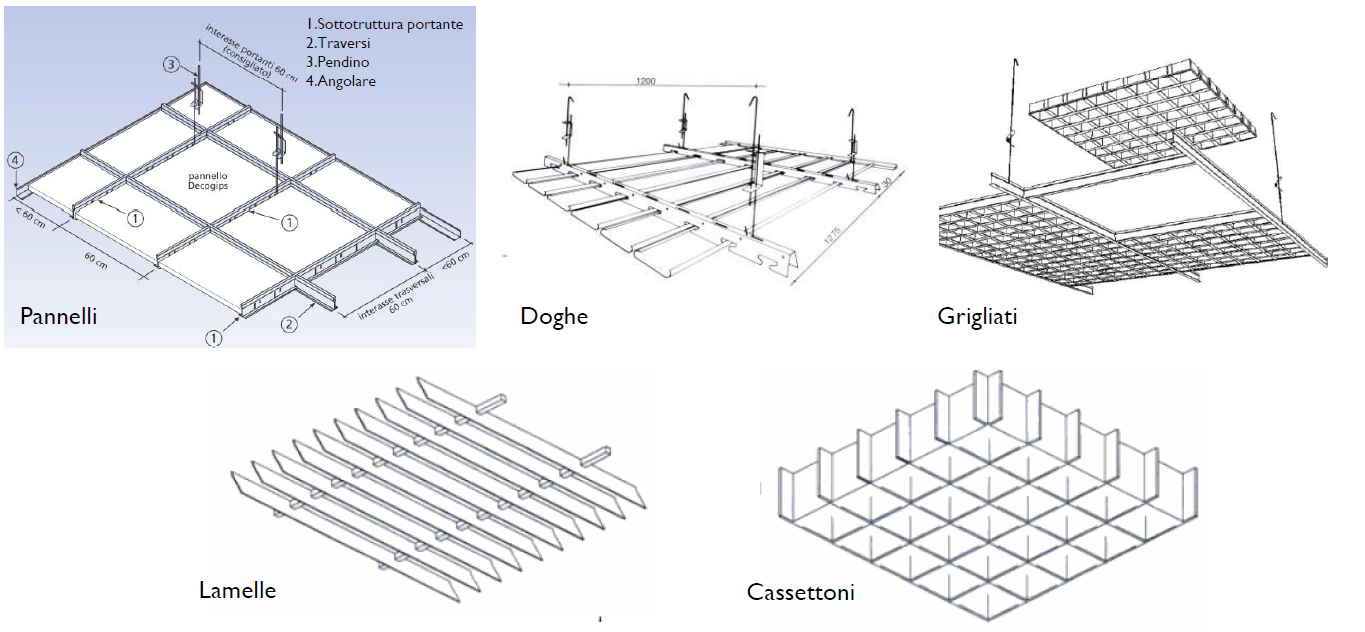 1.Sottotruttura portante
2.Traversi
3.Pendino
4.Angolare
interasse portanti 60 cm
(consigliato)
3
4
pannello
Decogips
1
1
< 60 cm
60 cm
<60 cm
interasse trasversali
60 cm
2
1
Pannelli
1200
30
1275
Doghe
Grigliati
Lamelle
Cassettoni